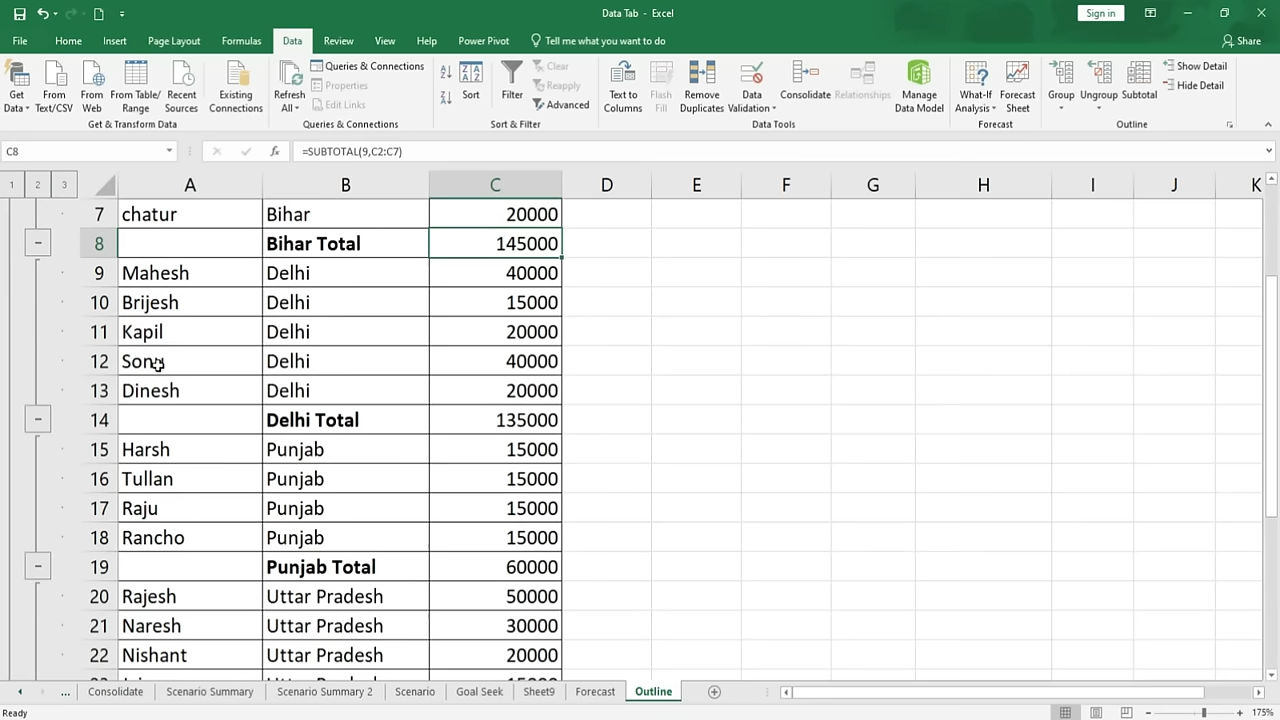 Data Tab - Excel
Sign in
File Home Insert Page Layout Formulas Data Review View Help Power Pivot Tell me what you want to do Share
Get Data
From Text/CSV
From Web
From Table/Range
Recent Sources
Existing Connections
Get & Transform Data
Refresh All
Queries & Connections
Properties
Edit Links
Queries & Connections
Sort
Filter
Clear
Reapply
Advanced
Sort & Filter
Text to Columns
Flash Fill
Remove Duplicates
Data Validation
Consolidate
Relationships
Manage Data Model
Data Tools
What-If Analysis
Forecast Sheet
Forecast
Group
Ungroup
Subtotal
Show Detail
Hide Detail
Outline
C8 fx =SUBTOTAL(9,C2:C7)
1 2 3 A B C D E F G H I J K
7 chatur Bihar 20000
8 Bihar Total 145000
9 Mahesh Delhi 40000
10 Brijesh Delhi 15000
11 Kapil Delhi 20000
12 Delhi 40000
13 Dinesh Delhi 20000
14 Delhi Total 135000
15 Harsh Punjab 15000
16 Tullan Punjab 15000
17 Raju Punjab 15000
18 Rancho Punjab 15000
19 Punjab Total 60000
20 Rajesh Uttar Pradesh 50000
21 Naresh Uttar Pradesh 30000
22 Nishant Uttar Pradesh 20000
... Consolidate Scenario Summary Scenario Summary 2 Scenario Goal Seek Sheet9 Forecast Outline
Ready 175%